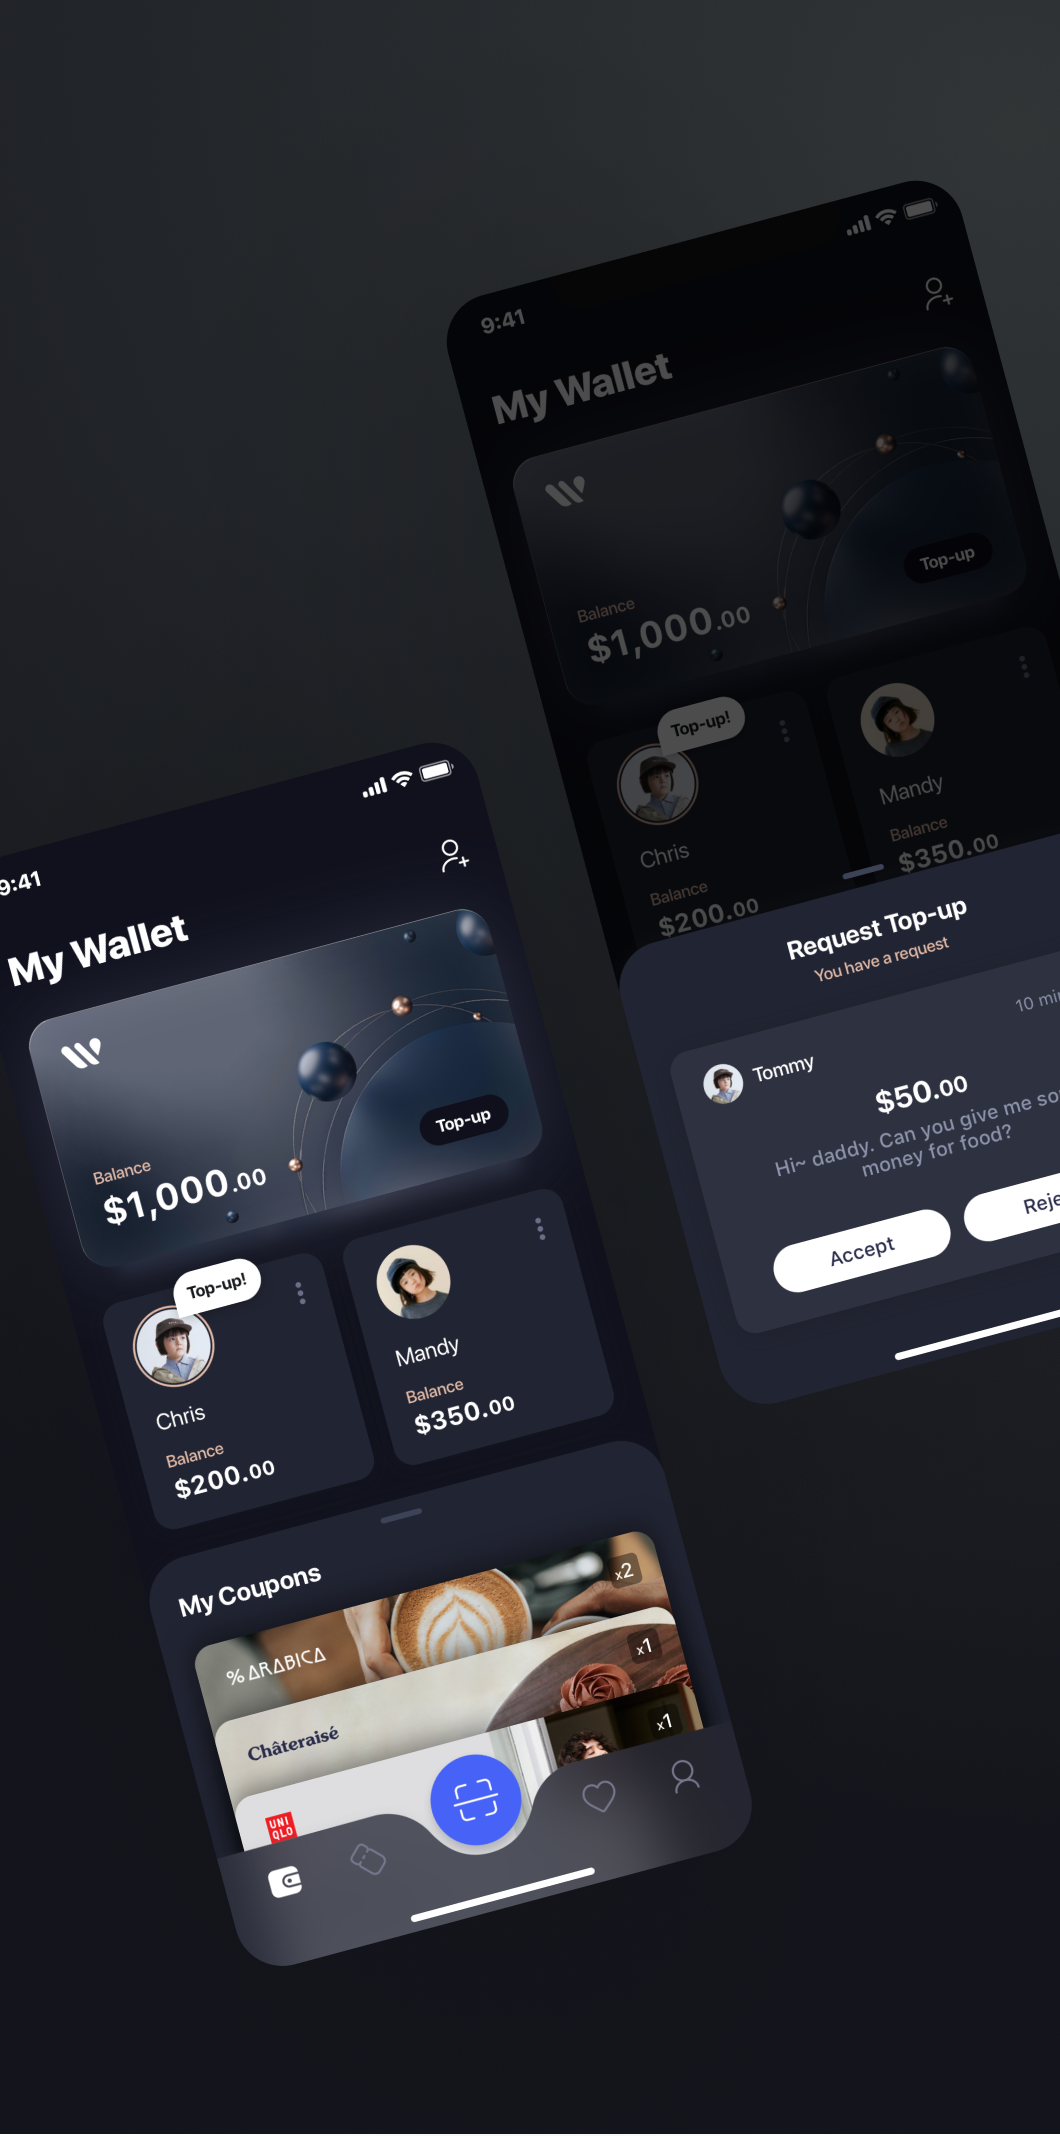 9:41
My Wallet
Balance
$1,000.00
Top-up
Top-up!
Chris
Balance
$200.00
Mandy
Balance
$350.00
Request Top-up
You have a request
10
Tommy
$50.00
Hi~ daddy. Can you give me
money for food?
Accept
9:41
My Wallet
Balance
$1,000.00
Top-up
Top-up!
Chris
Balance
$200.00
Mandy
Balance
$350.00
My Coupons
x2
% ARABICA
x1
Châteraisé
x1
UNI
QLO